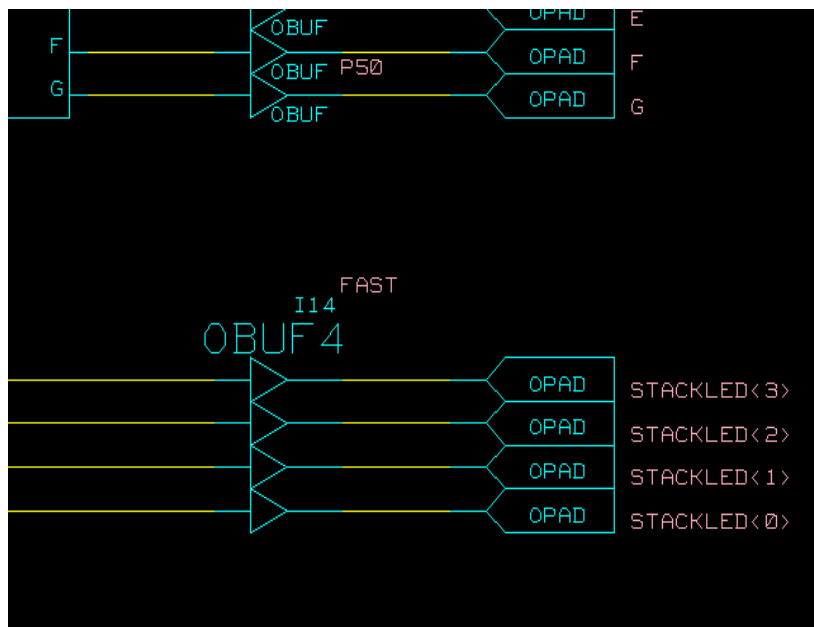 OPAD E
OBUF
F OPAD F
OBUF P50
G OPAD G
OBUF
FAST
I14
OBUF4
OPAD STACKLED<3>
OPAD STACKLED<2>
OPAD STACKLED<1>
OPAD STACKLED<0>